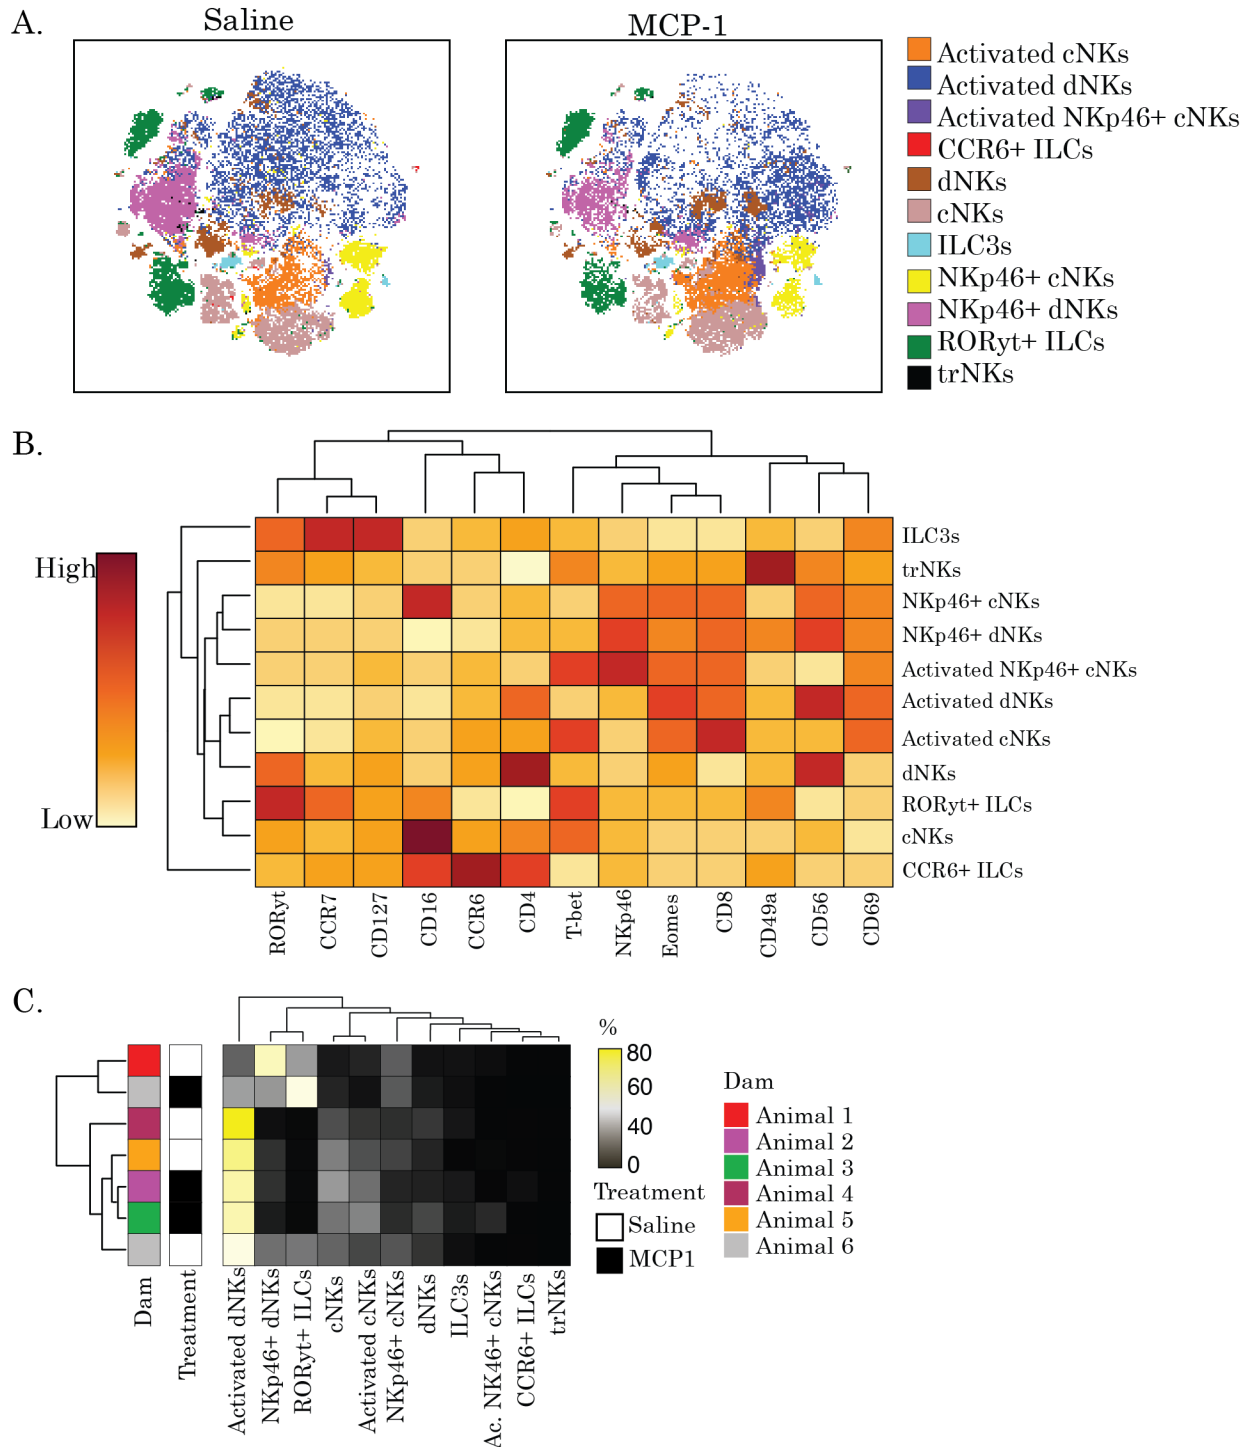 A.
Saline
MCP-1
Activated cNKs
Activated dNKs
Activated NKp46+ cNKs
CCR6+ ILCs
dNKs
cNKs
ILC3s
NKp46+ cNKs
NKp46+ dNKs
RORyt+ ILCs
trNKs
B.
High
Low
ILC3s
trNKs
NKp46+ cNKs
NKp46+ dNKs
Activated NKp46+ cNKs
Activated dNKs
Activated cNKs
dNKs
RORyt+ ILCs
cNKs
CCR6+ ILCs
RORyt
CCR7
CD127
CD16
CCR6
CD4
T-bet
NKp46
Eomes
CD8
CD49a
CD56
CD69
C.
%
80
60
40
0
Treatment
Saline
MCP1
Dam
Animal 1
Animal 2
Animal 3
Animal 4
Animal 5
Animal 6
Dam
Treatment
Activated dNKs
NKp46+ dNKs
RORyt+ ILCs
cNKs
Activated cNKs
NKp46+ cNKs
dNKs
ILC3s
Ac. NK46+ cNKs
CCR6+ ILCs
trNKs